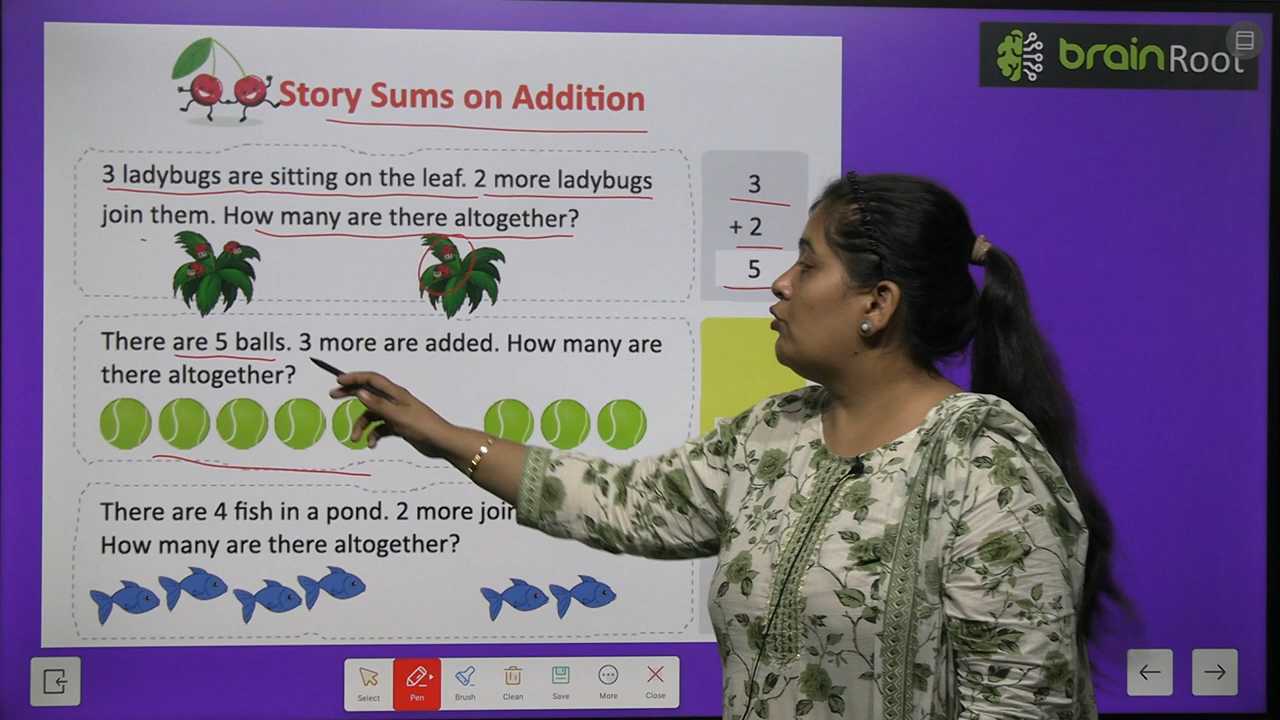 brainRoot
Story Sums on Addition
3 ladybugs are sitting on the leaf. 2 more ladybugs
join them. How many are there altogether?
3
+ 2
5
There are 5 balls. 3 more are added. How many are
there altogether?
There are 4 fish in a pond. 2 more join
How many are there altogether?
Select
Pen
Brush
Clean
Save
More
Close